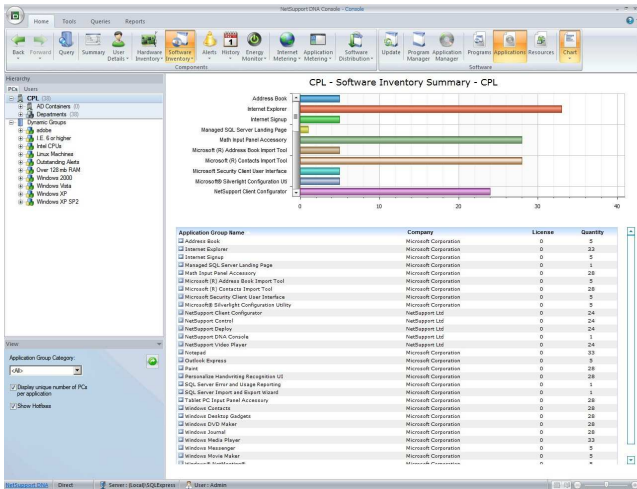 NetSupport DNA Console - Console
Home Tools Queries Reports
Back Forward Query Summary User Details Hardware Inventory Software Inventory Alerts History Energy Monitor Internet Metering Application Metering Software Distribution Update Program Manager Application Manager Programs Applications Resources Chart
Components Software
Hierarchy
PCs Users
CPL (38)
AD Containers (0)
Departments (38)
Dynamic Groups
adobe
I.E. 6 or higher
Intel CPUs
Linux Machines
Outstanding Alerts
Over 128 mb RAM
Windows 2000
Windows Vista
Windows XP
Windows XP SP2
View
Application Group Category:
<All>
Display unique number of PCs
per application
Show Hotfixes
CPL - Software Inventory Summary - CPL
Address Book
Internet Explorer
Internet Signup
Managed SQL Server Landing Page
Math Input Panel Accessory
Microsoft (R) Address Book Import Tool
Microsoft (R) Contacts Import Tool
Microsoft Security Client User Interface
Microsoft® Silverlight Configuration Uti
NetSupport Client Configurator
0 10 20 30 40
Application Group Name Company License Quantity
Address Book Microsoft Corporation 0 5
Internet Explorer Microsoft Corporation 0 33
Internet Signup Microsoft Corporation 0 5
Managed SQL Server Landing Page Microsoft Corporation 0 1
Math Input Panel Accessory Microsoft Corporation 0 28
Microsoft (R) Address Book Import Tool Microsoft Corporation 0 5
Microsoft (R) Contacts Import Tool Microsoft Corporation 0 28
Microsoft Security Client User Interface Microsoft Corporation 0 5
Microsoft® Silverlight Configuration Utility Microsoft Corporation 0 5
NetSupport Client Configurator NetSupport Ltd 0 24
NetSupport Control NetSupport Ltd 0 24
NetSupport Deploy NetSupport Ltd 0 24
NetSupport DNA Console NetSupport Ltd 0 1
NetSupport Video Player NetSupport Ltd 0 24
Notepad Microsoft Corporation 0 33
Outlook Express Microsoft Corporation 0 5
Paint Microsoft Corporation 0 28
Personalize Handwriting Recognition UI Microsoft Corporation 0 28
SQL Server Error and Usage Reporting Microsoft Corporation 0 1
SQL Server Import and Export Wizard Microsoft Corporation 0 1
Tablet PC Input Panel Accessory Microsoft Corporation 0 28
Windows Contacts Microsoft Corporation 0 28
Windows Desktop Gadgets Microsoft Corporation 0 28
Windows DVD Maker Microsoft Corporation 0 28
Windows Journal Microsoft Corporation 0 28
Windows Media Player Microsoft Corporation 0 33
Windows Messenger Microsoft Corporation 0 5
Windows Movie Maker Microsoft Corporation 0 5
Windows® NetMeeting® Microsoft Corporation 0 5
NetSupport DNA Direct Server : (Local)\SQLExpress User : Admin